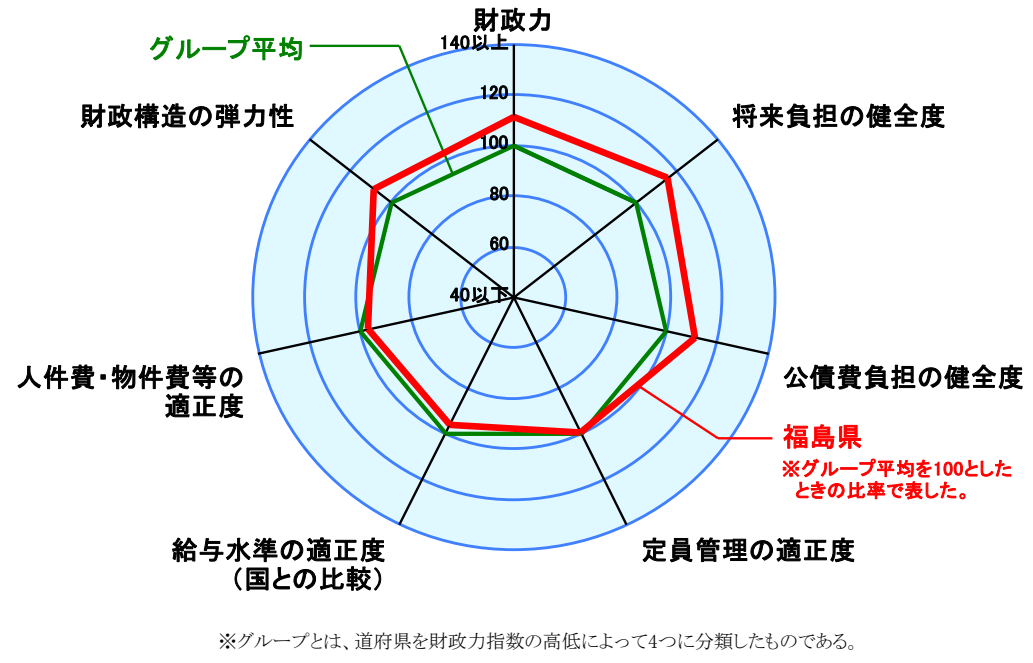 財政力
140以上
グループ平均
120
財政構造の弾力性
将来負担の健全度
100
80
60
40以下
人件費・物件費等の
適正度
公債費負担の健全度
福島県
※グループ平均を100とした
ときの比率で表した。
給与水準の適正度
（国との比較）
定員管理の適正度
※グループとは、道府県を財政力指数の高低によって4つに分類したものである。